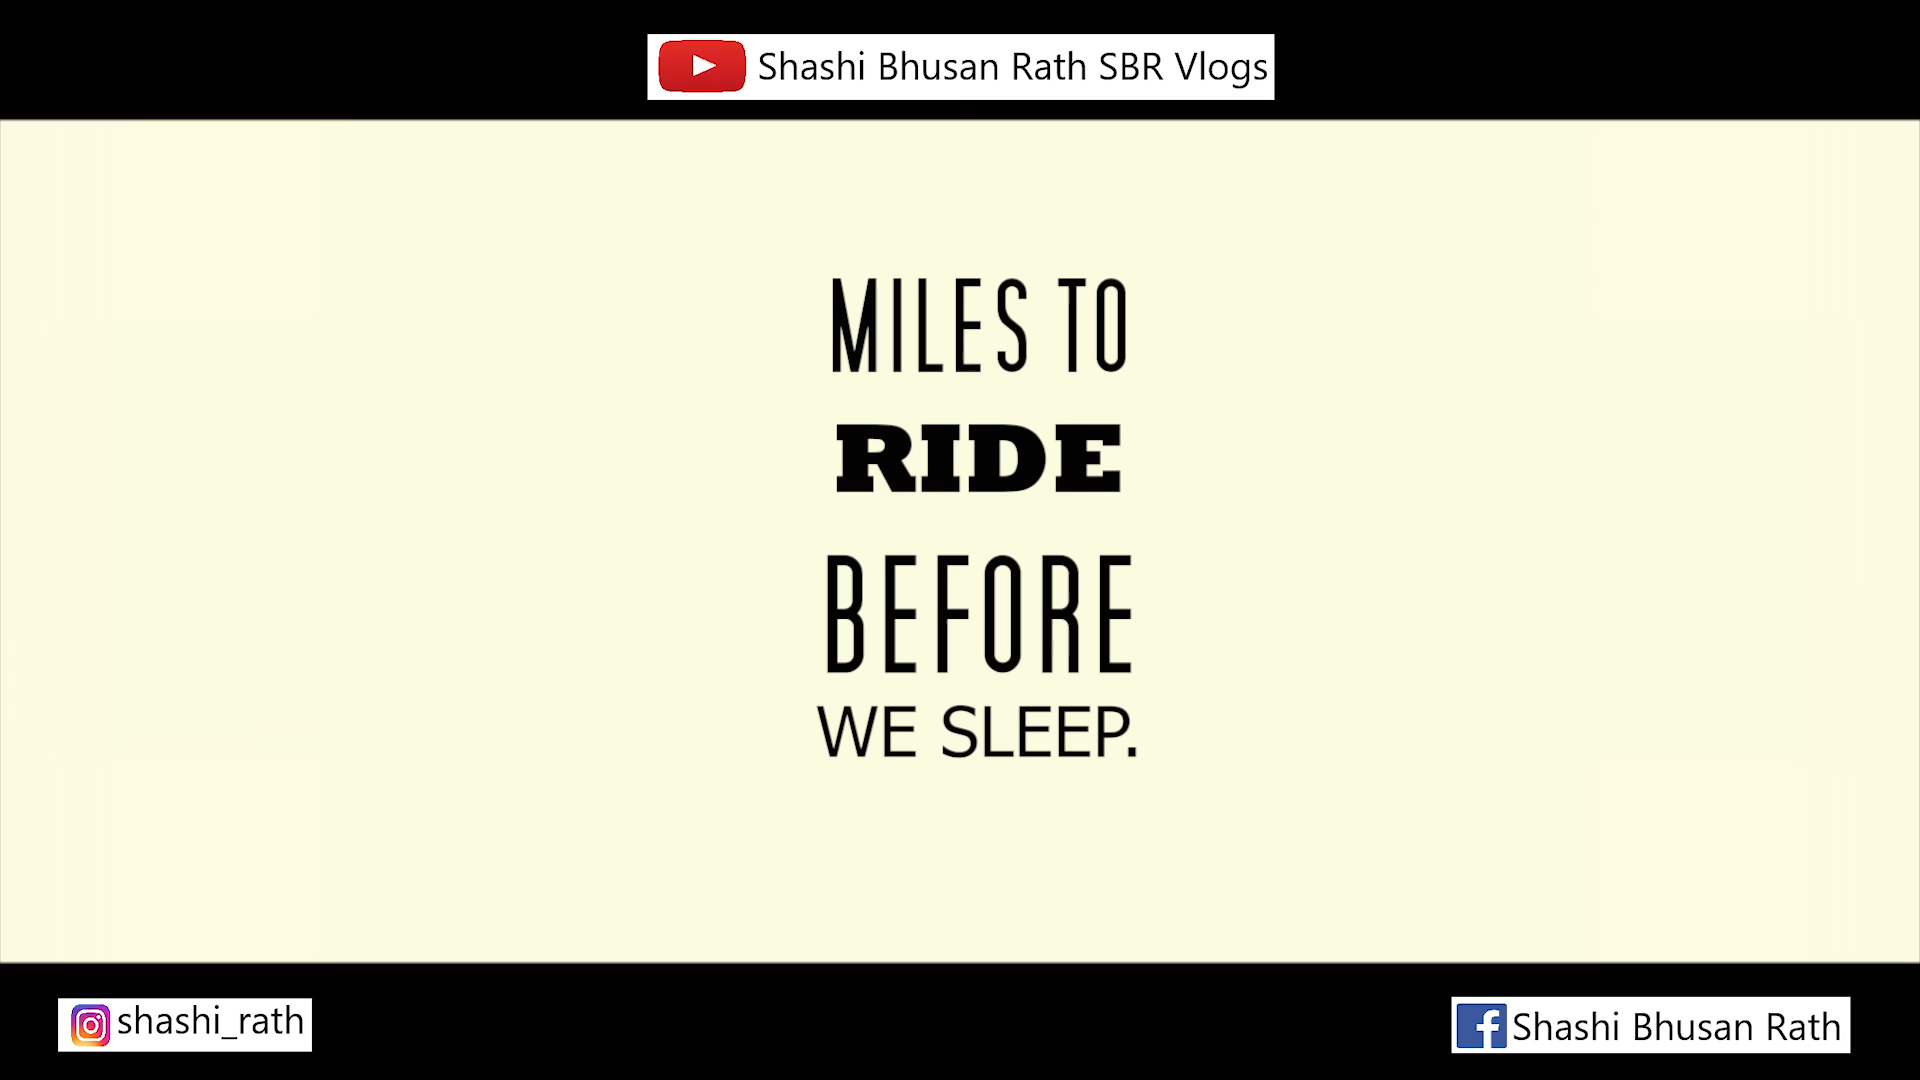 Shashi Bhusan Rath SBR Vlogs
MILES TO
RIDE
BEFORE
WE SLEEP.
shashi_rath
Shashi Bhusan Rath